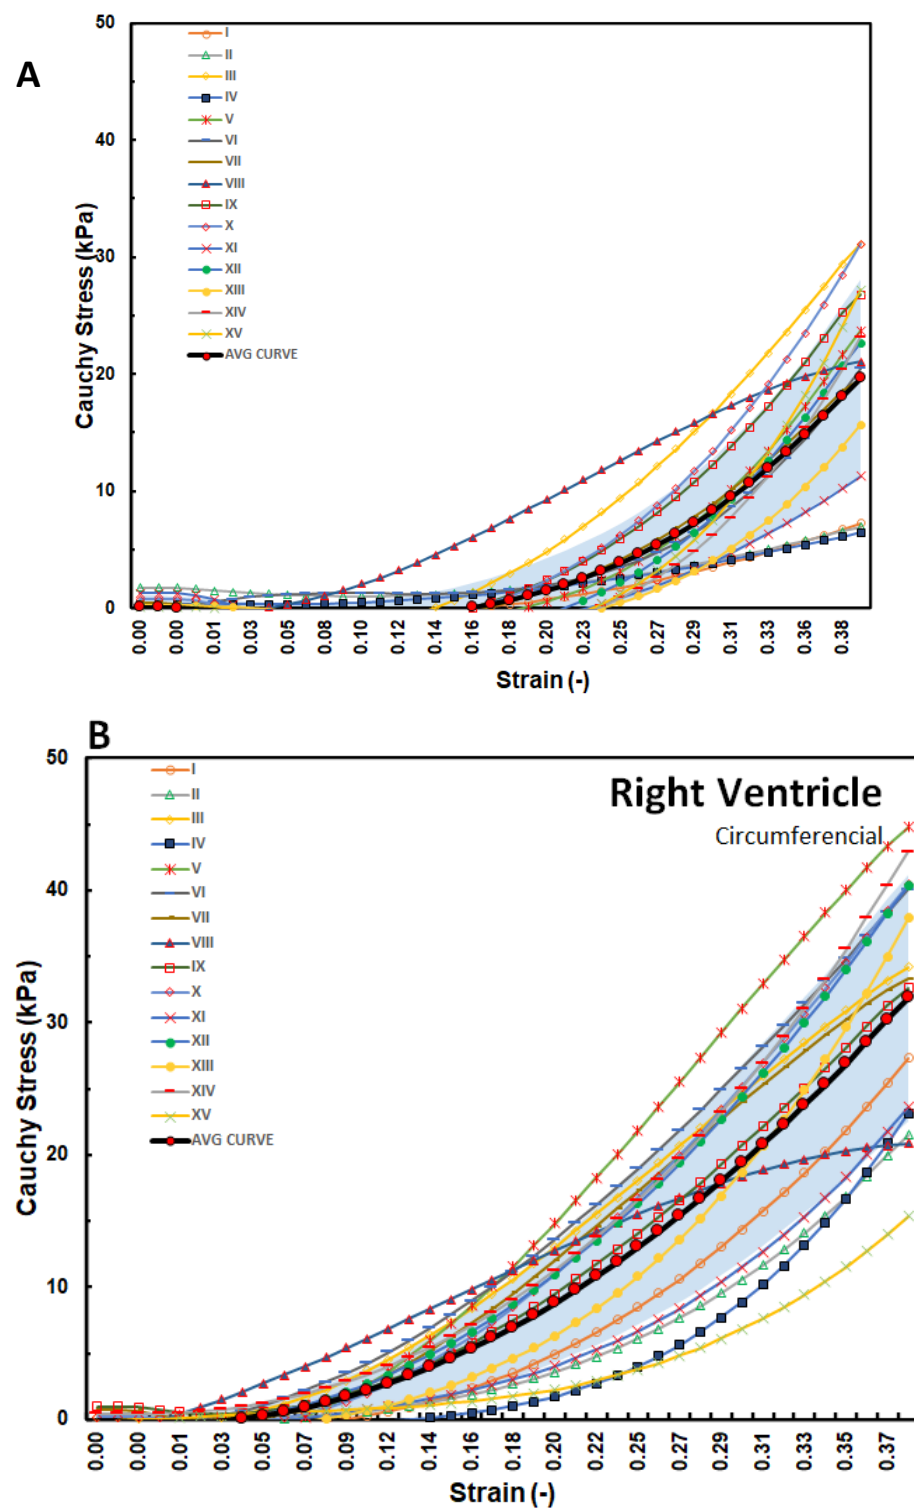 A
50
40
30
20
10
0
Cauchy Stress (kPa)
I
II
III
IV
V
VI
VII
VIII
IX
X
XI
XII
XIII
XIV
XV
AVG CURVE
0.00 0.00 0.01 0.03 0.05 0.08 0.10 0.12 0.14 0.16 0.18 0.20 0.23 0.25 0.27 0.29 0.31 0.33 0.36 0.38
Strain (-)
B
50
40
30
20
10
0
Cauchy Stress (kPa)
I
II
III
IV
V
VI
VII
VIII
IX
X
XI
XII
XIII
XIV
XV
AVG CURVE
Right Ventricle
Circumferencial
0.00 0.00 0.01 0.03 0.05 0.07 0.09 0.12 0.14 0.16 0.18 0.20 0.22 0.25 0.27 0.29 0.31 0.33 0.35 0.37
Strain (-)